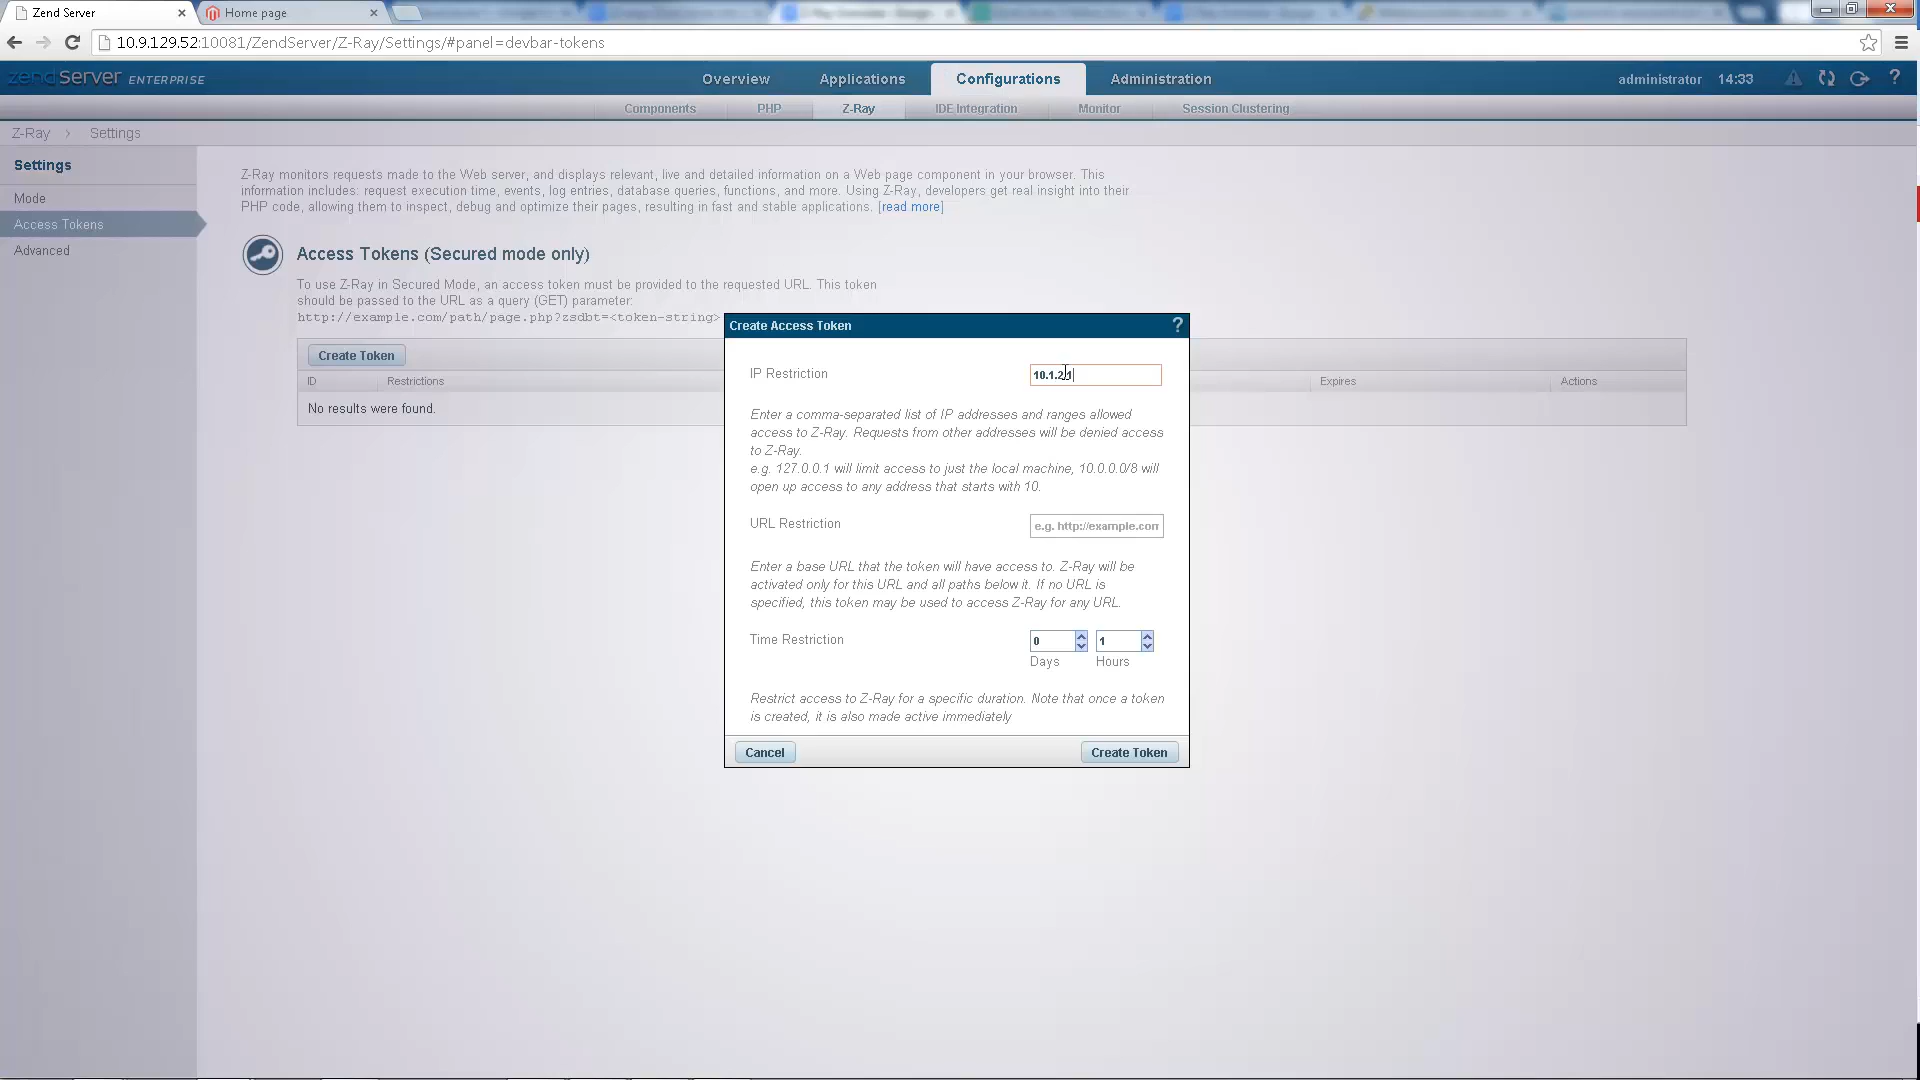 Zend Server
Home page
10.9.129.52:10081/ZendServer/Z-Ray/Settings/#panel=devbar-tokens
zendServer ENTERPRISE
Overview
Applications
Configurations
Administration
administrator
14:33
?
Components
PHP
Z-Ray
IDE Integration
Monitor
Session Clustering
Z-Ray > Settings
Settings
Mode
Access Tokens
Advanced
Z-Ray monitors requests made to the Web server, and displays relevant, live and detailed information on a Web page component in your browser. This
information includes: request execution time, events, log entries, database queries, functions, and more. Using Z-Ray, developers get real insight into their
PHP code, allowing them to inspect, debug and optimize their pages, resulting in fast and stable applications. [read more]
Access Tokens (Secured mode only)
To use Z-Ray in Secured Mode, an access token must be provided to the requested URL. This token
should be passed to the URL as a query (GET) parameter:
http://example.com/path/page.php?zsdbt=<token-string>
Create Token
ID
Restrictions
Expires
Actions
No results were found.
Create Access Token
?
IP Restriction
10.1.2.1
Enter a comma-separated list of IP addresses and ranges allowed
access to Z-Ray. Requests from other addresses will be denied access
to Z-Ray.
e.g. 127.0.0.1 will limit access to just the local machine, 10.0.0.0/8 will
open up access to any address that starts with 10.
URL Restriction
e.g. http://example.com
Enter a base URL that the token will have access to. Z-Ray will be
activated only for this URL and all paths below it. If no URL is
specified, this token may be used to access Z-Ray for any URL.
Time Restriction
0
1
Days
Hours
Restrict access to Z-Ray for a specific duration. Note that once a token
is created, it is also made active immediately
Cancel
Create Token